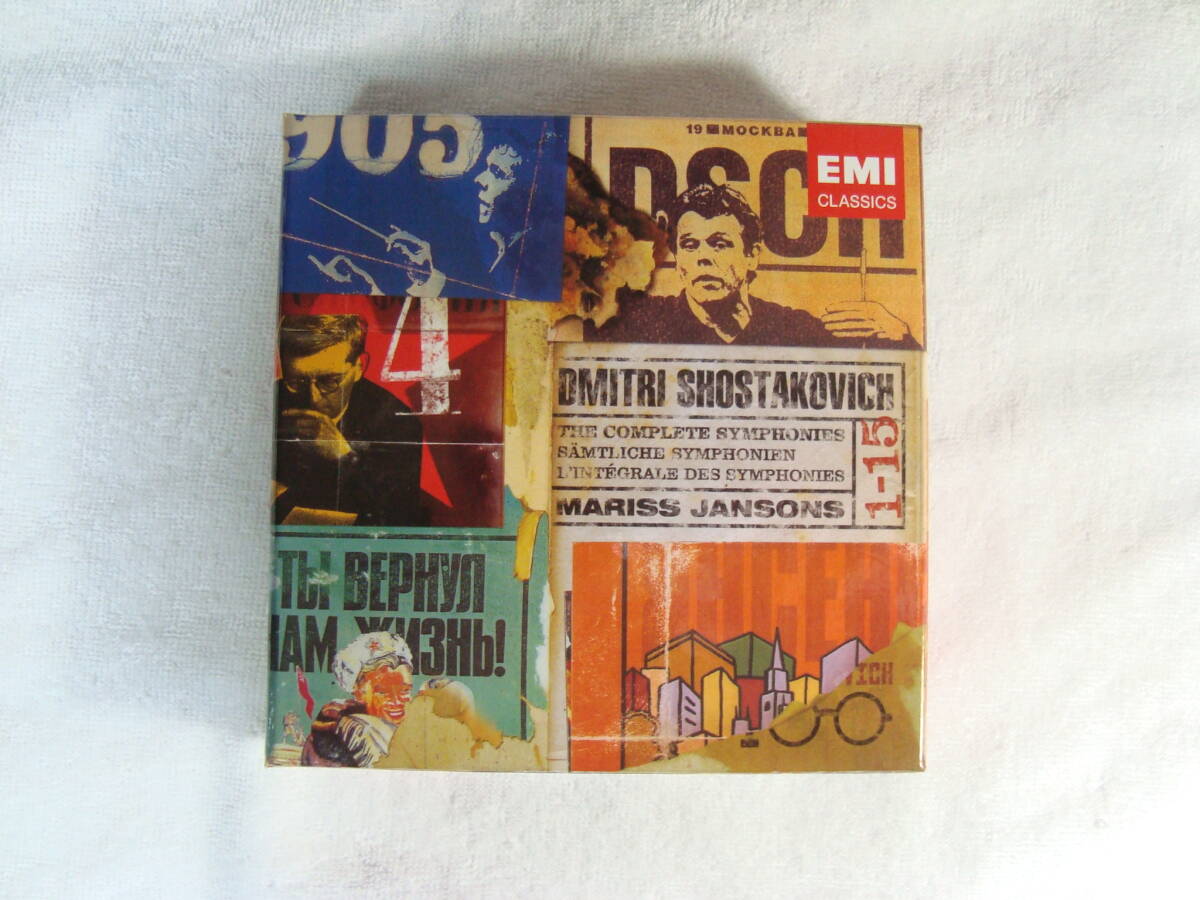 905
19 МОСКВА
DSCH
EMI
CLASSICS
4
DMITRI SHOSTAKOVICH
THE COMPLETE SYMPHONIES
SÄMTLICHE SYMPHONIEN
L'INTÉGRALE DES SYMPHONIES
1-15
MARISS JANSONS
ТЫ ВЕРНУЛ
НАМ ЖИЗНЬ!
VICH